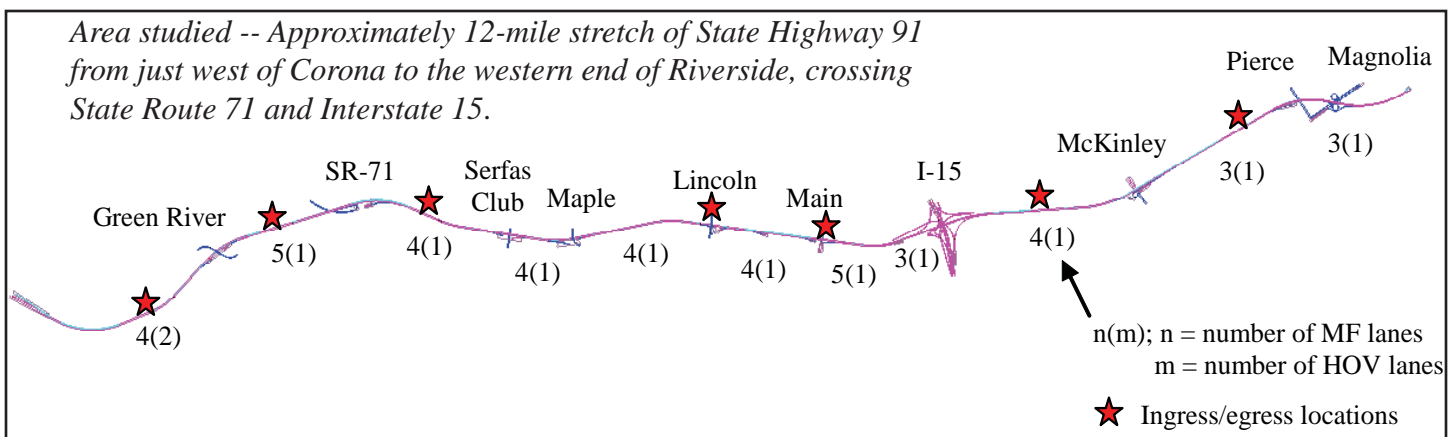 Area studied -- Approximately 12-mile stretch of State Highway 91
from just west of Corona to the western end of Riverside, crossing
State Route 71 and Interstate 15.
Pierce
Magnolia
McKinley
3(1)
3(1)
I-15
SR-71
Serfas
Club
Maple
Lincoln
Main
Green River
5(1)
4(1)
4(1)
4(1)
4(1)
5(1)
3(1)
4(1)
4(2)
n(m); n = number of MF lanes
m = number of HOV lanes
Ingress/egress locations